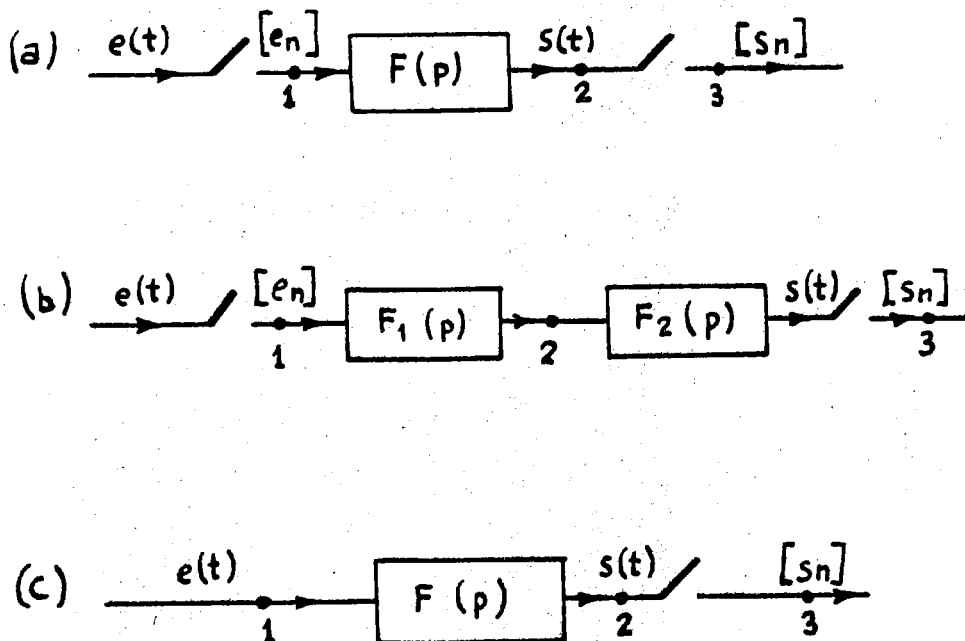 (a) e(t) [en] F(p) s(t) [sn]
1 2 3
(b) e(t) [en] F1 (p) F2 (p) s(t) [sn]
1 2 3
(c) e(t) F (p) s(t) [sn]
1 2 3